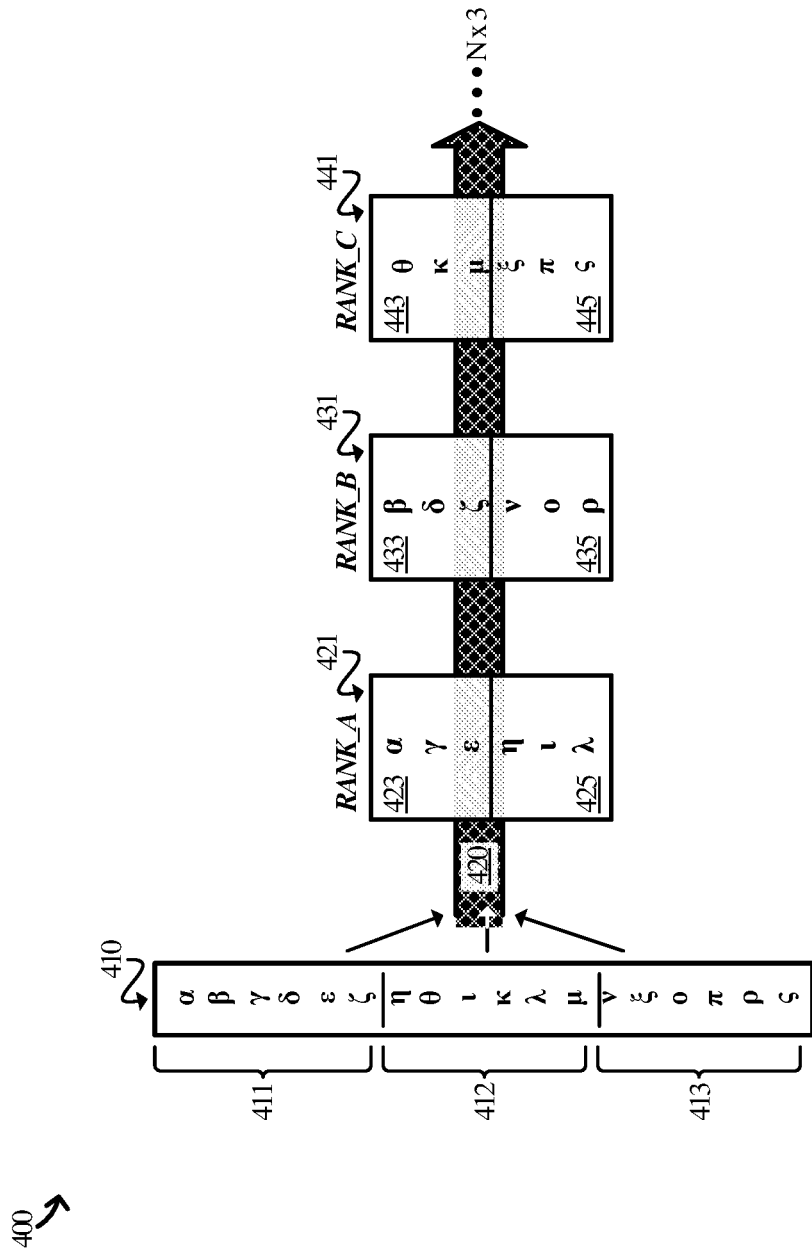 400
410
411
412
413
α
β
γ
δ
ε
ζ
η
θ
ι
κ
λ
μ
ν
ξ
ο
π
ρ
ς
420
RANK_A
421
423
α
γ
ε
η
ι
λ
425
RANK_B
431
433
β
δ
ζ
ν
ο
ρ
435
RANK_C
441
443
θ
κ
μ
ξ
π
ς
445
Nx3